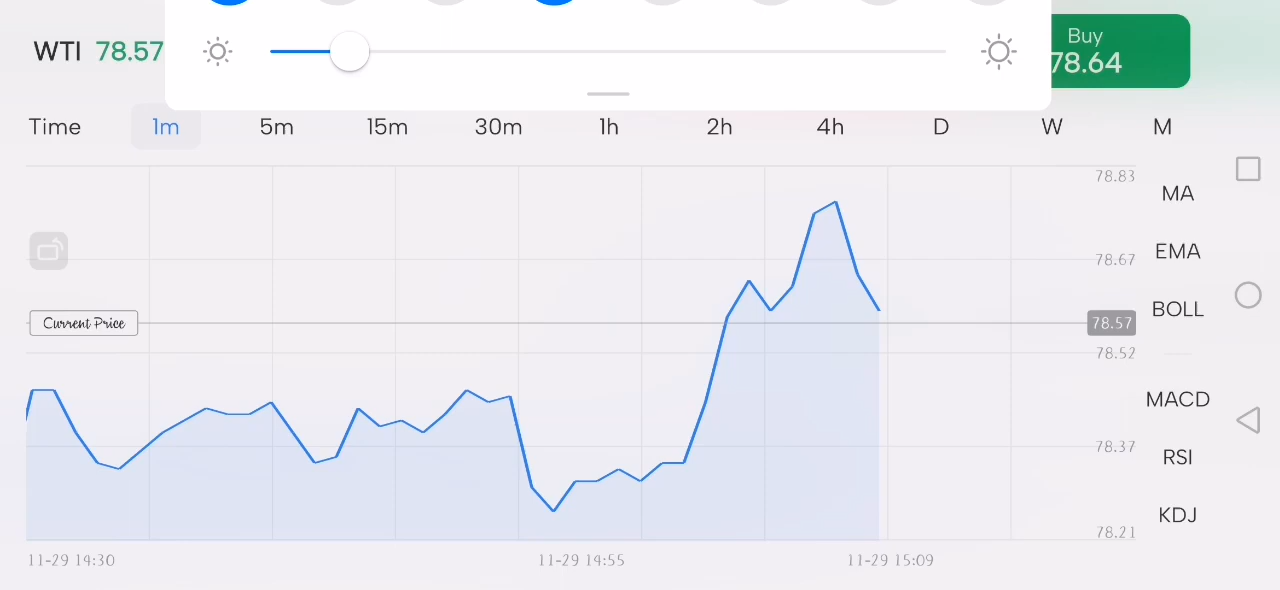 WTI 78.57
Buy
78.64
Time 1m 5m 15m 30m 1h 2h 4h D W M
78.83
MA
EMA
78.67
BOLL
Current Price
78.57
78.52
MACD
78.37
RSI
KDJ
78.21
11-29 14:30 11-29 14:55 11-29 15:09